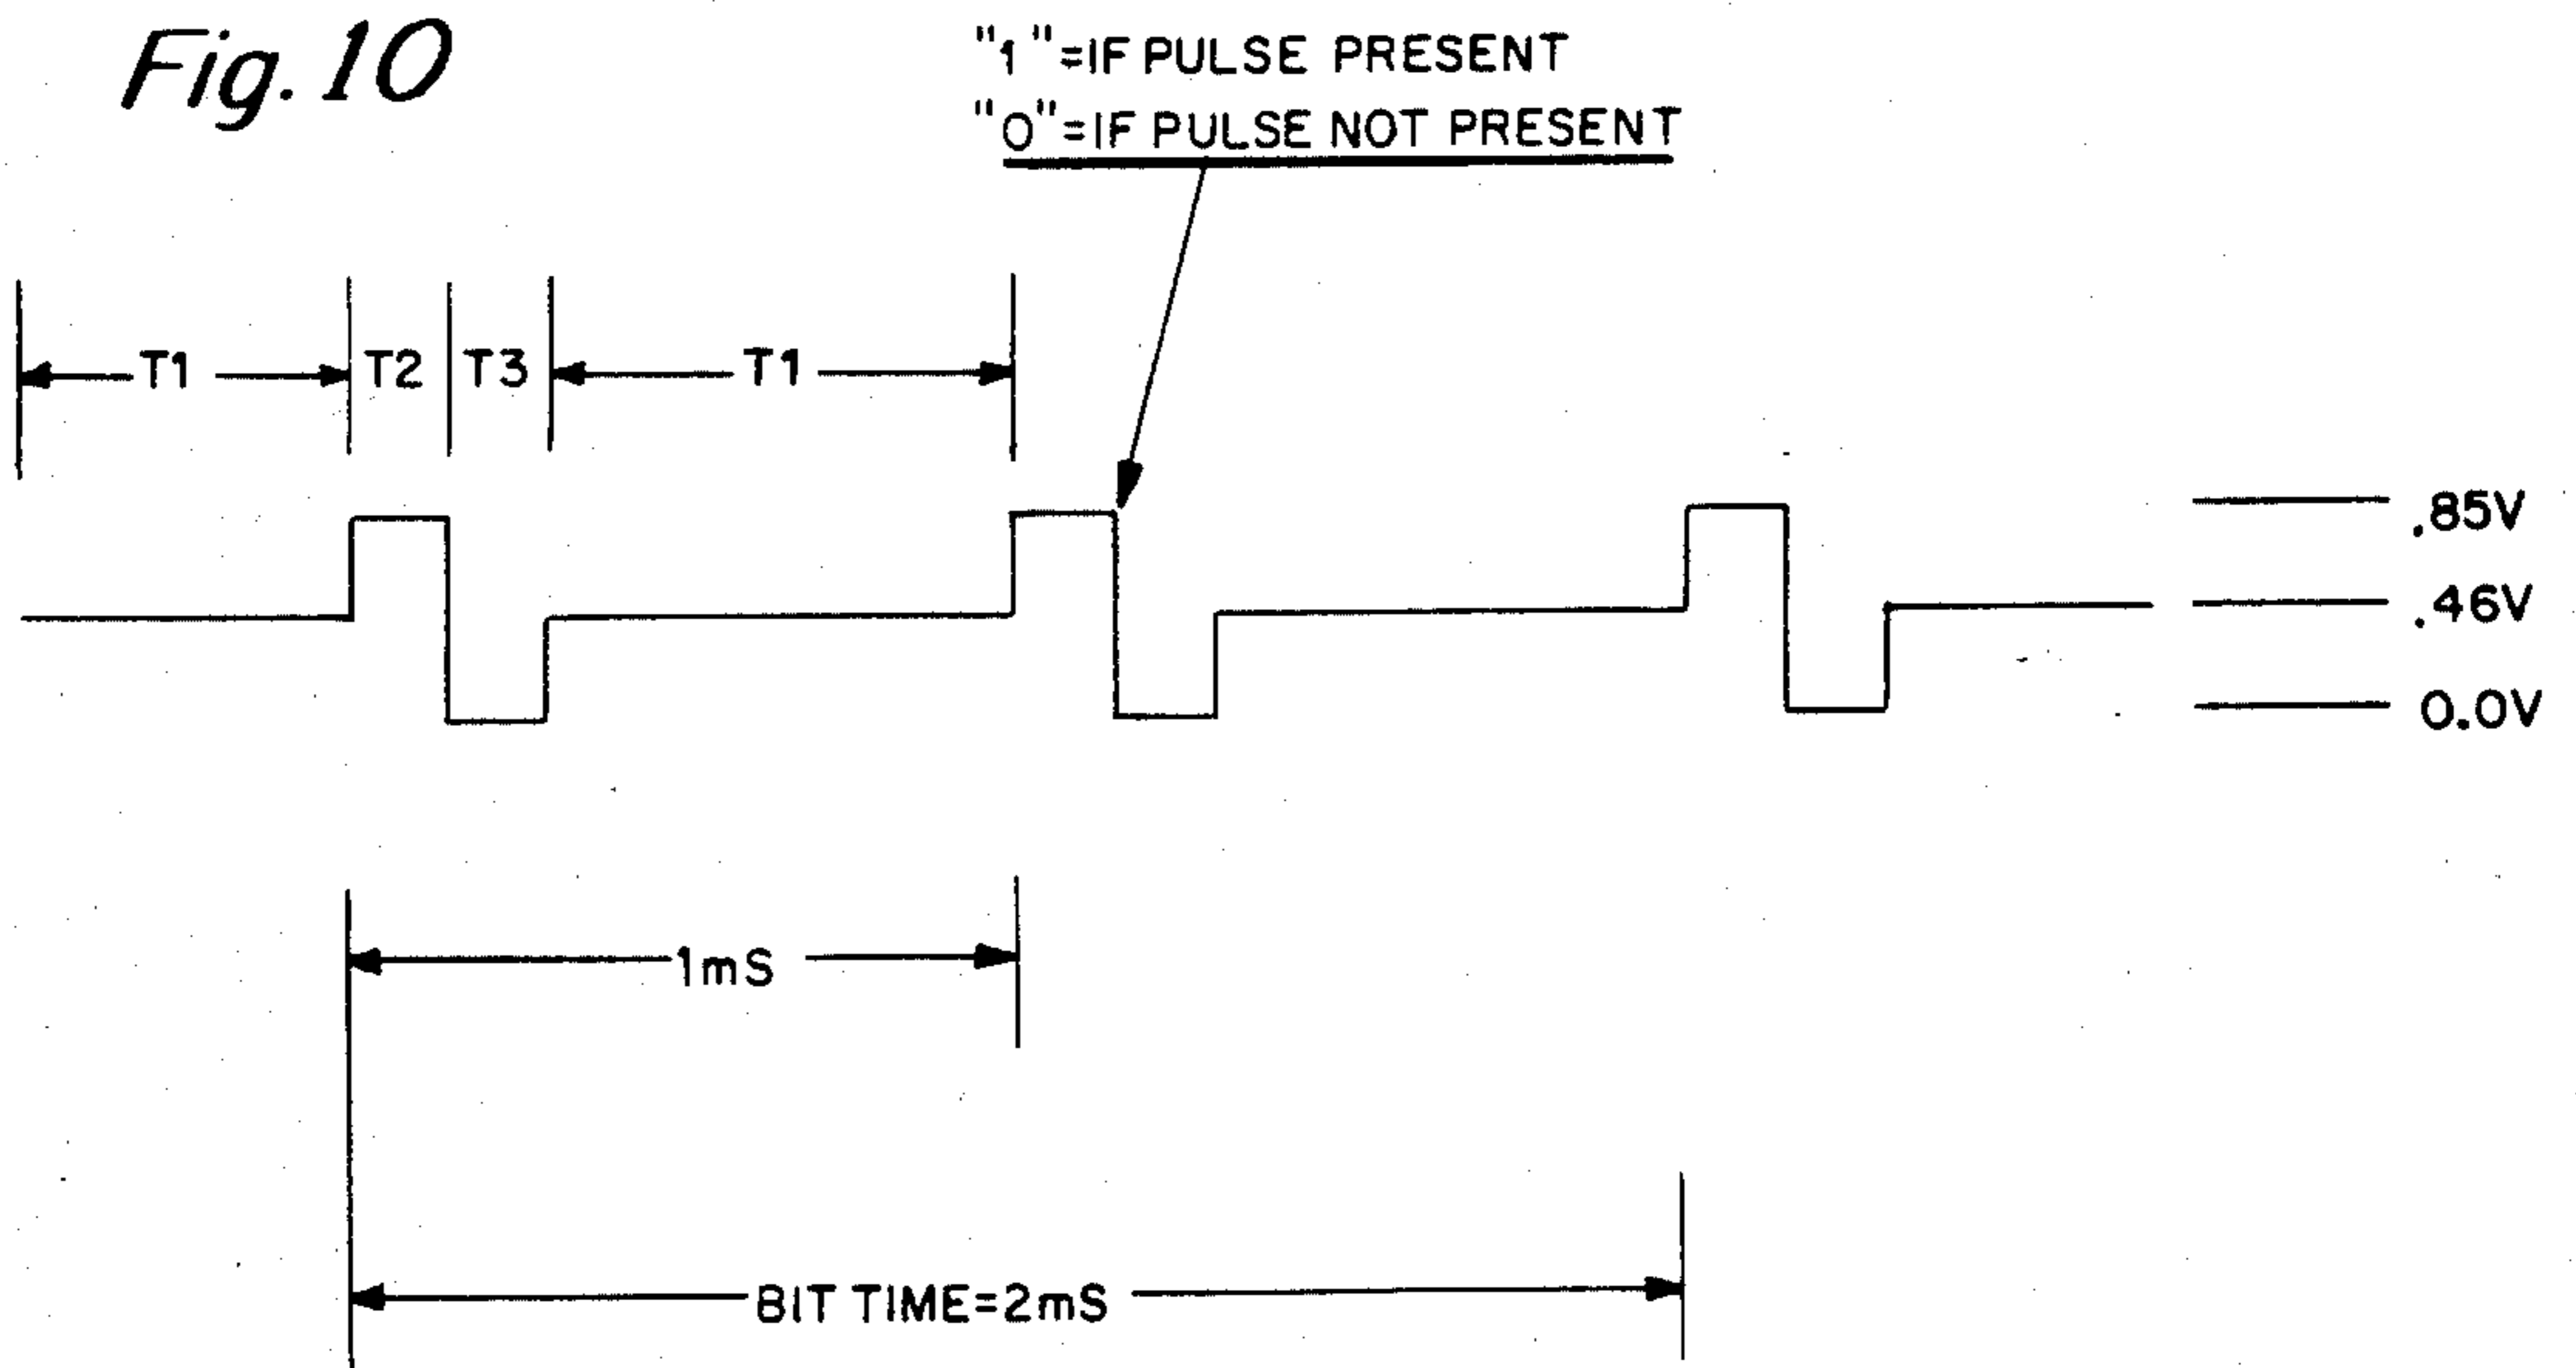 Fig. 10
"1"=IF PULSE PRESENT
"0"=IF PULSE NOT PRESENT
T1 T2 T3 T1
.85V
.46V
0.0V
1mS
BIT TIME=2mS